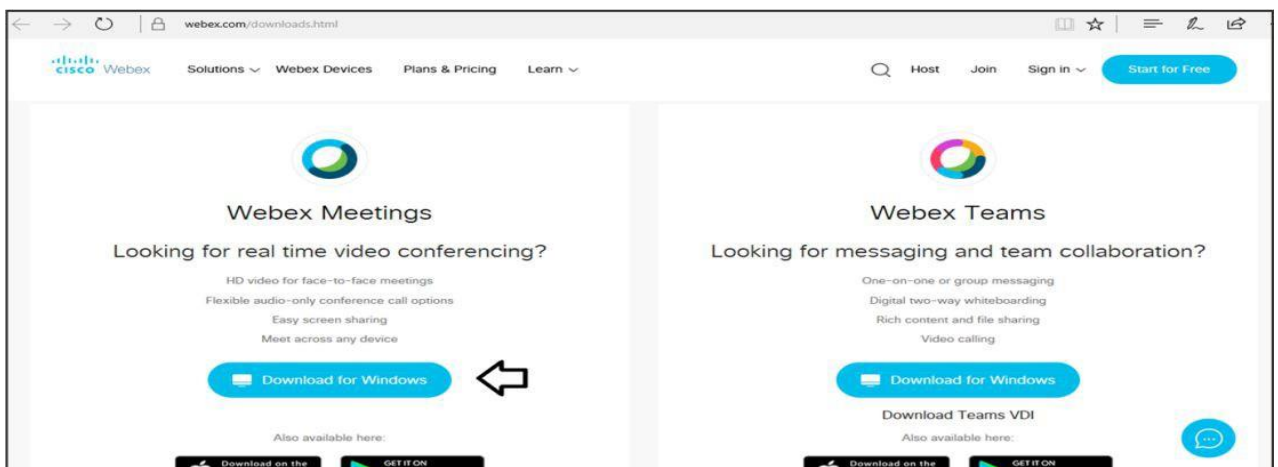 webex.com/downloads.html
CISCO Webex Solutions Webex Devices Plans & Pricing Learn Host Join Sign in Start for Free
Webex Meetings
Looking for real time video conferencing?
HD video for face-to-face meetings
Flexible audio-only conference call options
Easy screen sharing
Meet across any device
Download for Windows
Also available here:
Download on the
GET IT ON
Webex Teams
Looking for messaging and team collaboration?
One-on-one or group messaging
Digital two-way whiteboarding
Rich content and file sharing
Video calling
Download for Windows
Download Teams VDI
Also available here:
Download on the
GET IT ON